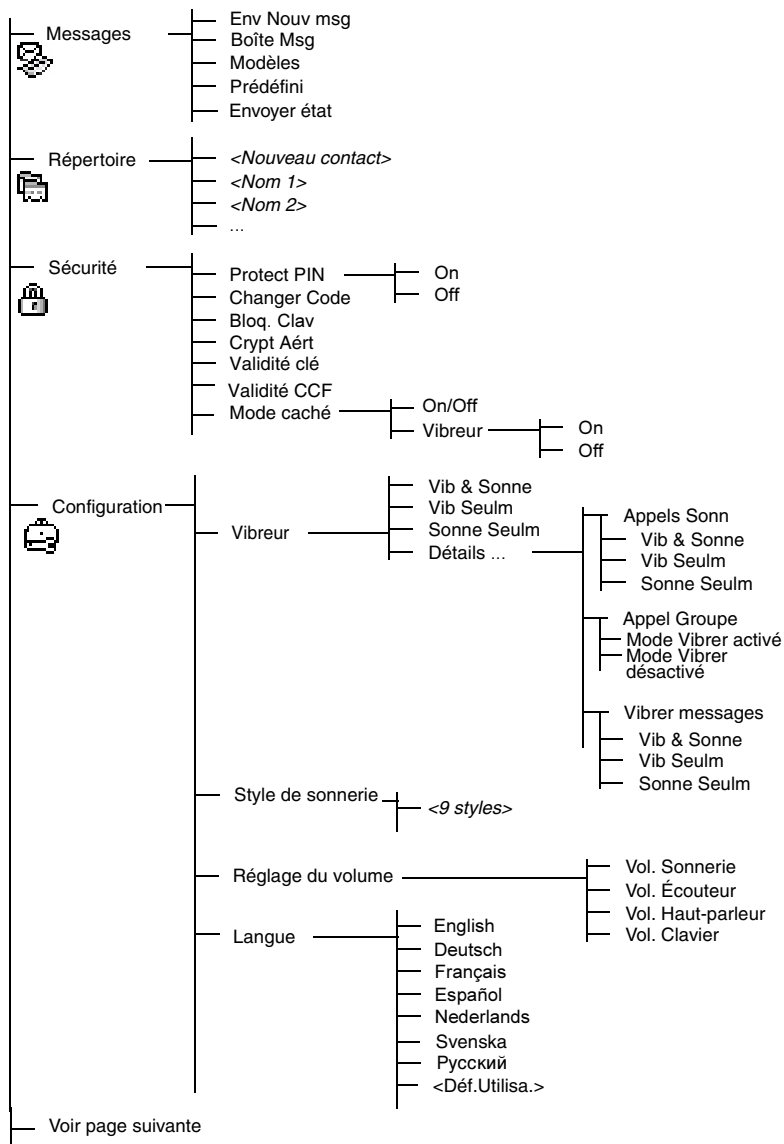 Messages
Env Nouv msg
Boîte Msg
Modèles
Prédéfini
Envoyer état
Répertoire
<Nouveau contact>
<Nom 1>
<Nom 2>
...
Sécurité
Protect PIN
On
Off
Changer Code
Bloq. Clav
Crypt Aért
Validité clé
Validité CCF
Mode caché
On/Off
Vibreur
On
Off
Configuration
Vibreur
Vib & Sonne
Vib Seulm
Sonne Seulm
Détails ...
Appels Sonn
Vib & Sonne
Vib Seulm
Sonne Seulm
Appel Groupe
Mode Vibrer activé
Mode Vibrer
désactivé
Vibrer messages
Vib & Sonne
Vib Seulm
Sonne Seulm
Style de sonnerie
<9 styles>
Réglage du volume
Vol. Sonnerie
Vol. Écouteur
Vol. Haut-parleur
Vol. Clavier
Langue
English
Deutsch
Français
Español
Nederlands
Svenska
Русский
<Déf.Utilisa.>
Voir page suivante